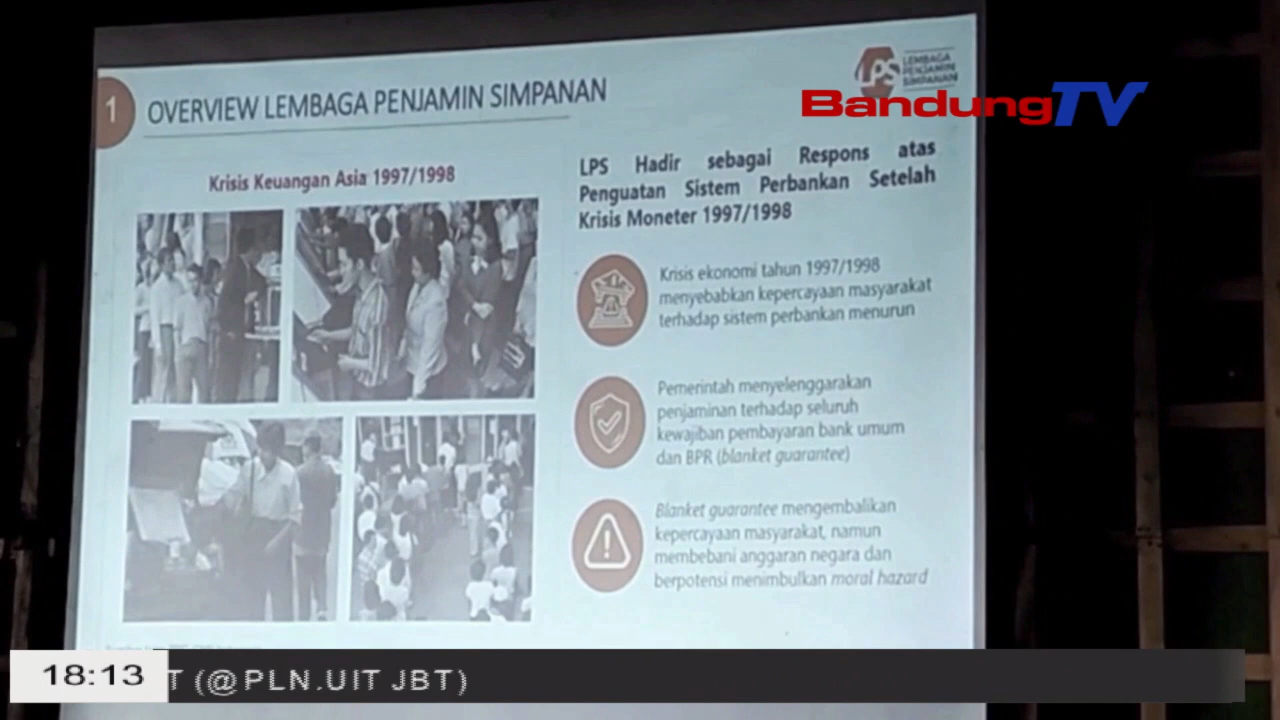 1
OVERVIEW LEMBAGA PENJAMIN SIMPANAN
LPS
LEMBAGA
PENJAMIN
SIMPANAN
BandungTV
Krisis Keuangan Asia 1997/1998
LPS Hadir sebagai Respons atas
Penguatan Sistem Perbankan Setelah
Krisis Moneter 1997/1998
Krisis ekonomi tahun 1997/1998
menyebabkan kepercayaan masyarakat
terhadap sistem perbankan menurun
Pemerintah menyelenggarakan
penjaminan terhadap seluruh
kewajiban pembayaran bank umum
dan BPR (blanket guarantee)
Blanket guarantee mengembalikan
kepercayaan masyarakat, namun
membebani anggaran negara dan
berpotensi menimbulkan moral hazard
18:13
T (@PLN.UIT JBT)